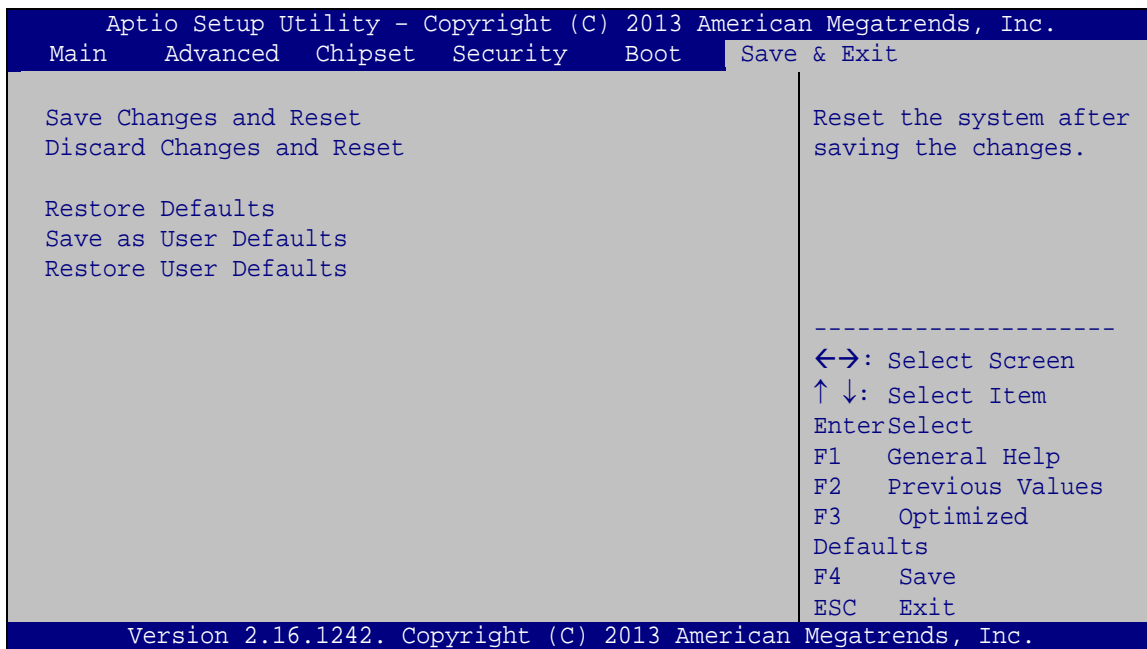 Aptio Setup Utility – Copyright (C) 2013 American Megatrends, Inc.
Main Advanced Chipset Security Boot Save & Exit
Save Changes and Reset
Discard Changes and Reset
Restore Defaults
Save as User Defaults
Restore User Defaults
Reset the system after
saving the changes.
---------------------
←→: Select Screen
↑ ↓: Select Item
EnterSelect
F1 General Help
F2 Previous Values
F3 Optimized
Defaults
F4 Save
ESC Exit
Version 2.16.1242. Copyright (C) 2013 American Megatrends, Inc.